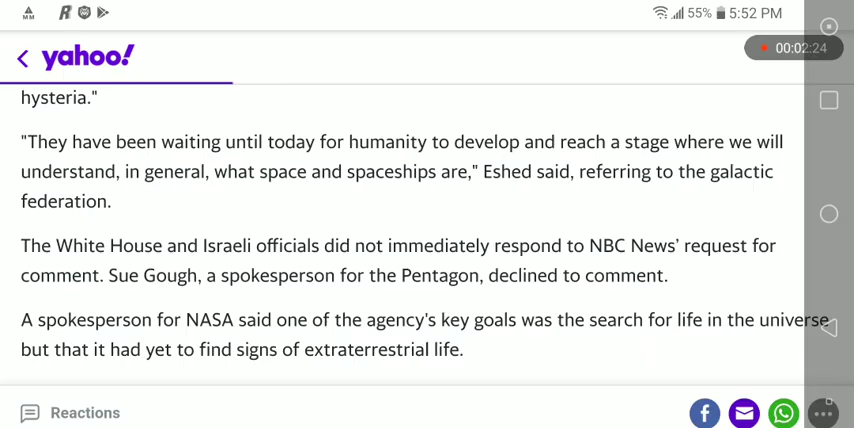 MM R 55% 5:52 PM
yahoo!
00:02:24
hysteria."
"They have been waiting until today for humanity to develop and reach a stage where we will
understand, in general, what space and spaceships are," Eshed said, referring to the galactic
federation.
The White House and Israeli officials did not immediately respond to NBC News’ request for
comment. Sue Gough, a spokesperson for the Pentagon, declined to comment.
A spokesperson for NASA said one of the agency's key goals was the search for life in the universe
but that it had yet to find signs of extraterrestrial life.
Reactions